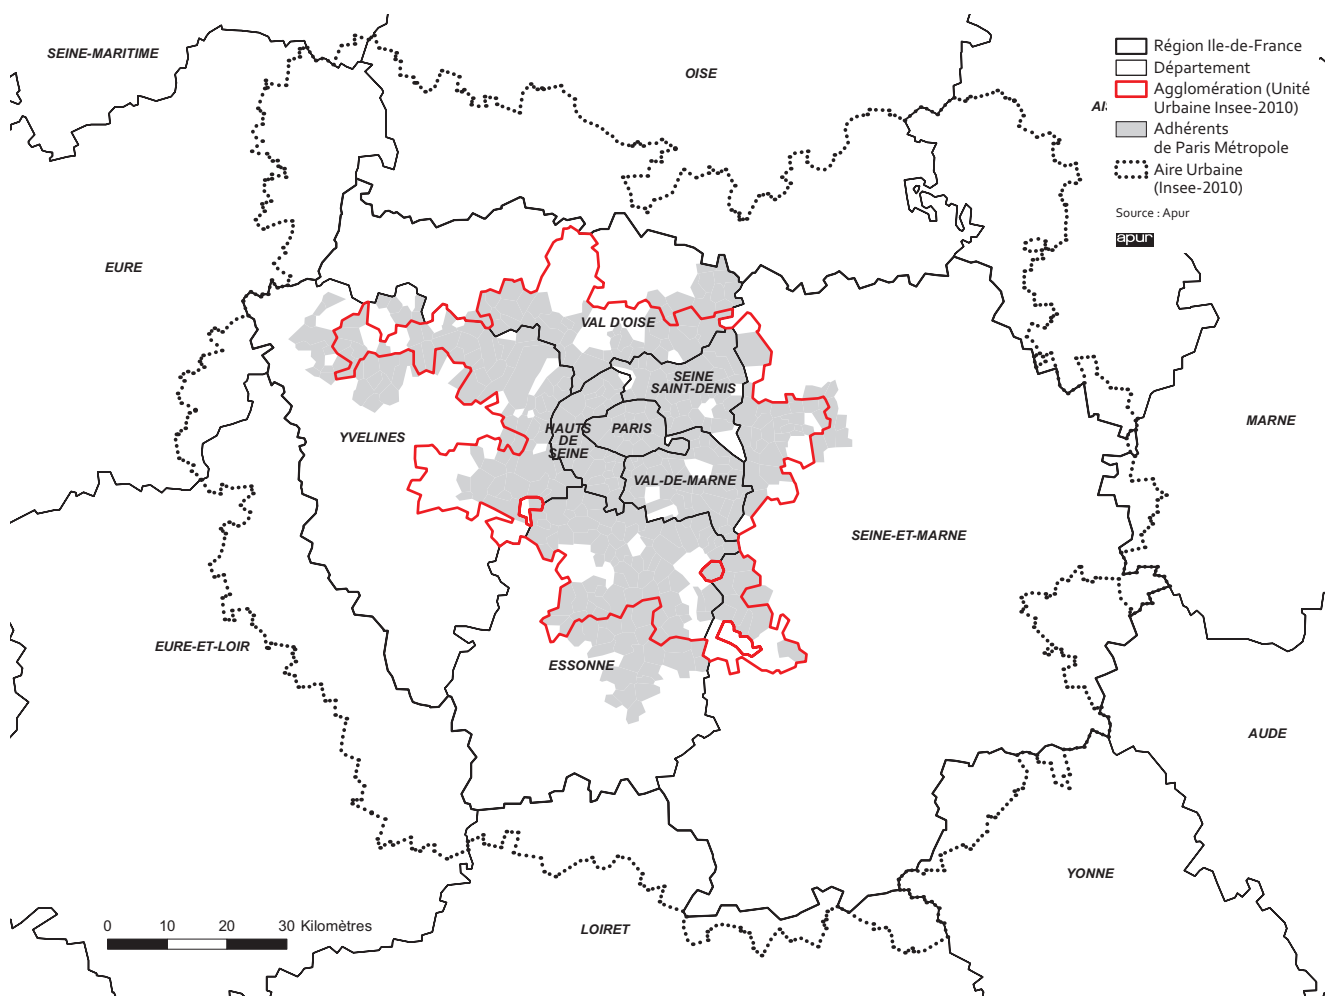 SEINE-MARITIME
OISE
Région Ile-de-France
Département
Agglomération (Unité
Urbaine Insee-2010)
Adhérents
de Paris Métropole
Aire Urbaine
(Insee-2010)
Source : Apur
apur
EURE
VAL D'OISE
SEINE
SAINT-DENIS
YVELINES
HAUTS
DE
SEINE
PARIS
MARNE
VAL-DE-MARNE
SEINE-ET-MARNE
EURE-ET-LOIR
ESSONNE
AUDE
YONNE
LOIRET
0 10 20 30 Kilomètres